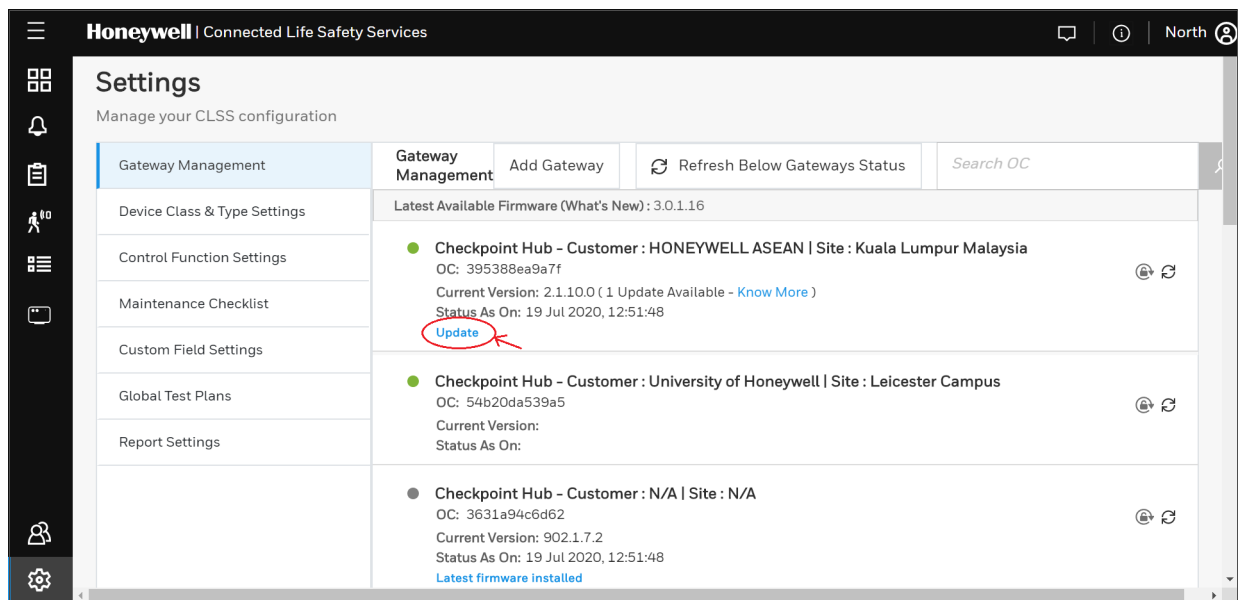 Honeywell | Connected Life Safety Services
North
Settings
Manage your CLSS configuration
Gateway Management
Device Class & Type Settings
Control Function Settings
Maintenance Checklist
Custom Field Settings
Global Test Plans
Report Settings
Gateway
Management
Add Gateway
Refresh Below Gateways Status
Search OC
Latest Available Firmware (What's New) : 3.0.1.16
Checkpoint Hub - Customer : HONEYWELL ASEAN | Site : Kuala Lumpur Malaysia
OC: 395388ea9a7f
Current Version: 2.1.10.0 ( 1 Update Available - Know More )
Status As On: 19 Jul 2020, 12:51:48
Update
Checkpoint Hub - Customer : University of Honeywell | Site : Leicester Campus
OC: 54b20da539a5
Current Version:
Status As On:
Checkpoint Hub - Customer : N/A | Site : N/A
OC: 3631a94c6d62
Current Version: 902.1.7.2
Status As On: 19 Jul 2020, 12:51:48
Latest firmware installed